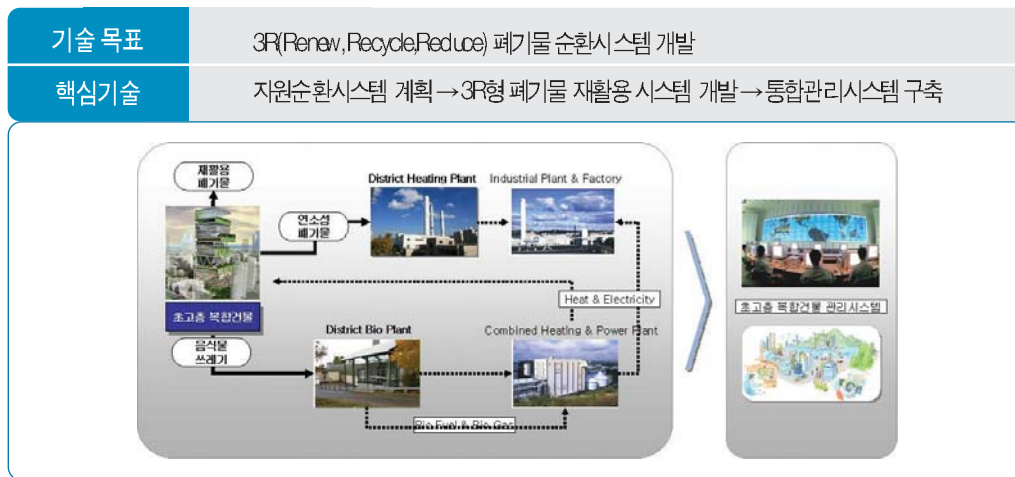 기술 목표
3R(Renew,Recycle,Reduce) 폐기물 순환시스템 개발
핵심기술
자원순환시스템 계획→3R형 폐기물 재활용 시스템 개발→통합관리시스템 구축
재활용
폐기물
District Heating Plant
Industrial Plant & Factory
연소성
폐기물
Heat & Electricity
초고층 복합건물
초고층 복합건물 관리시스템
음식물
쓰레기
District Bio Plant
Combined Heating & Power Plant
Bio Fuel & Bio Gas